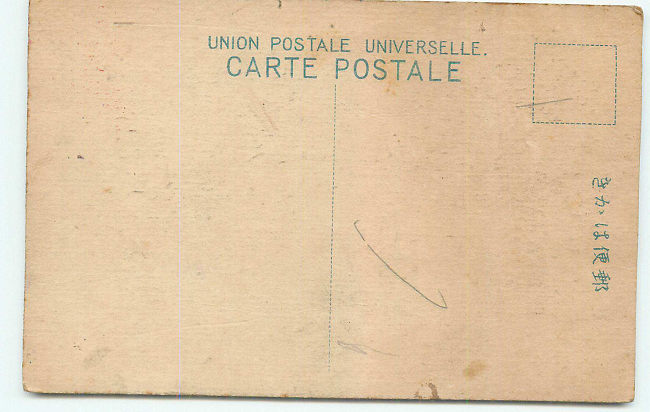 UNION POSTALE UNIVERSELLE.
CARTE POSTALE
郵便はかき